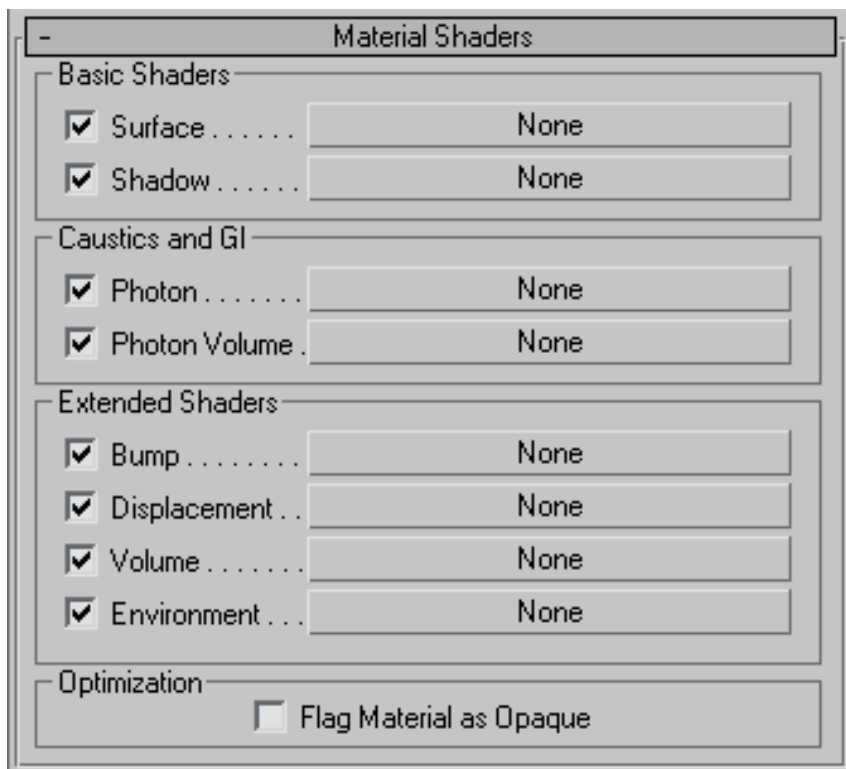 - Material Shaders
Basic Shaders
Surface . . . . . . None
Shadow . . . . . . None
Caustics and GI
Photon . . . . . . . None
Photon Volume . None
Extended Shaders
Bump . . . . . . . . None
Displacement . . None
Volume . . . . . . . None
Environment . . . None
Optimization
Flag Material as Opaque